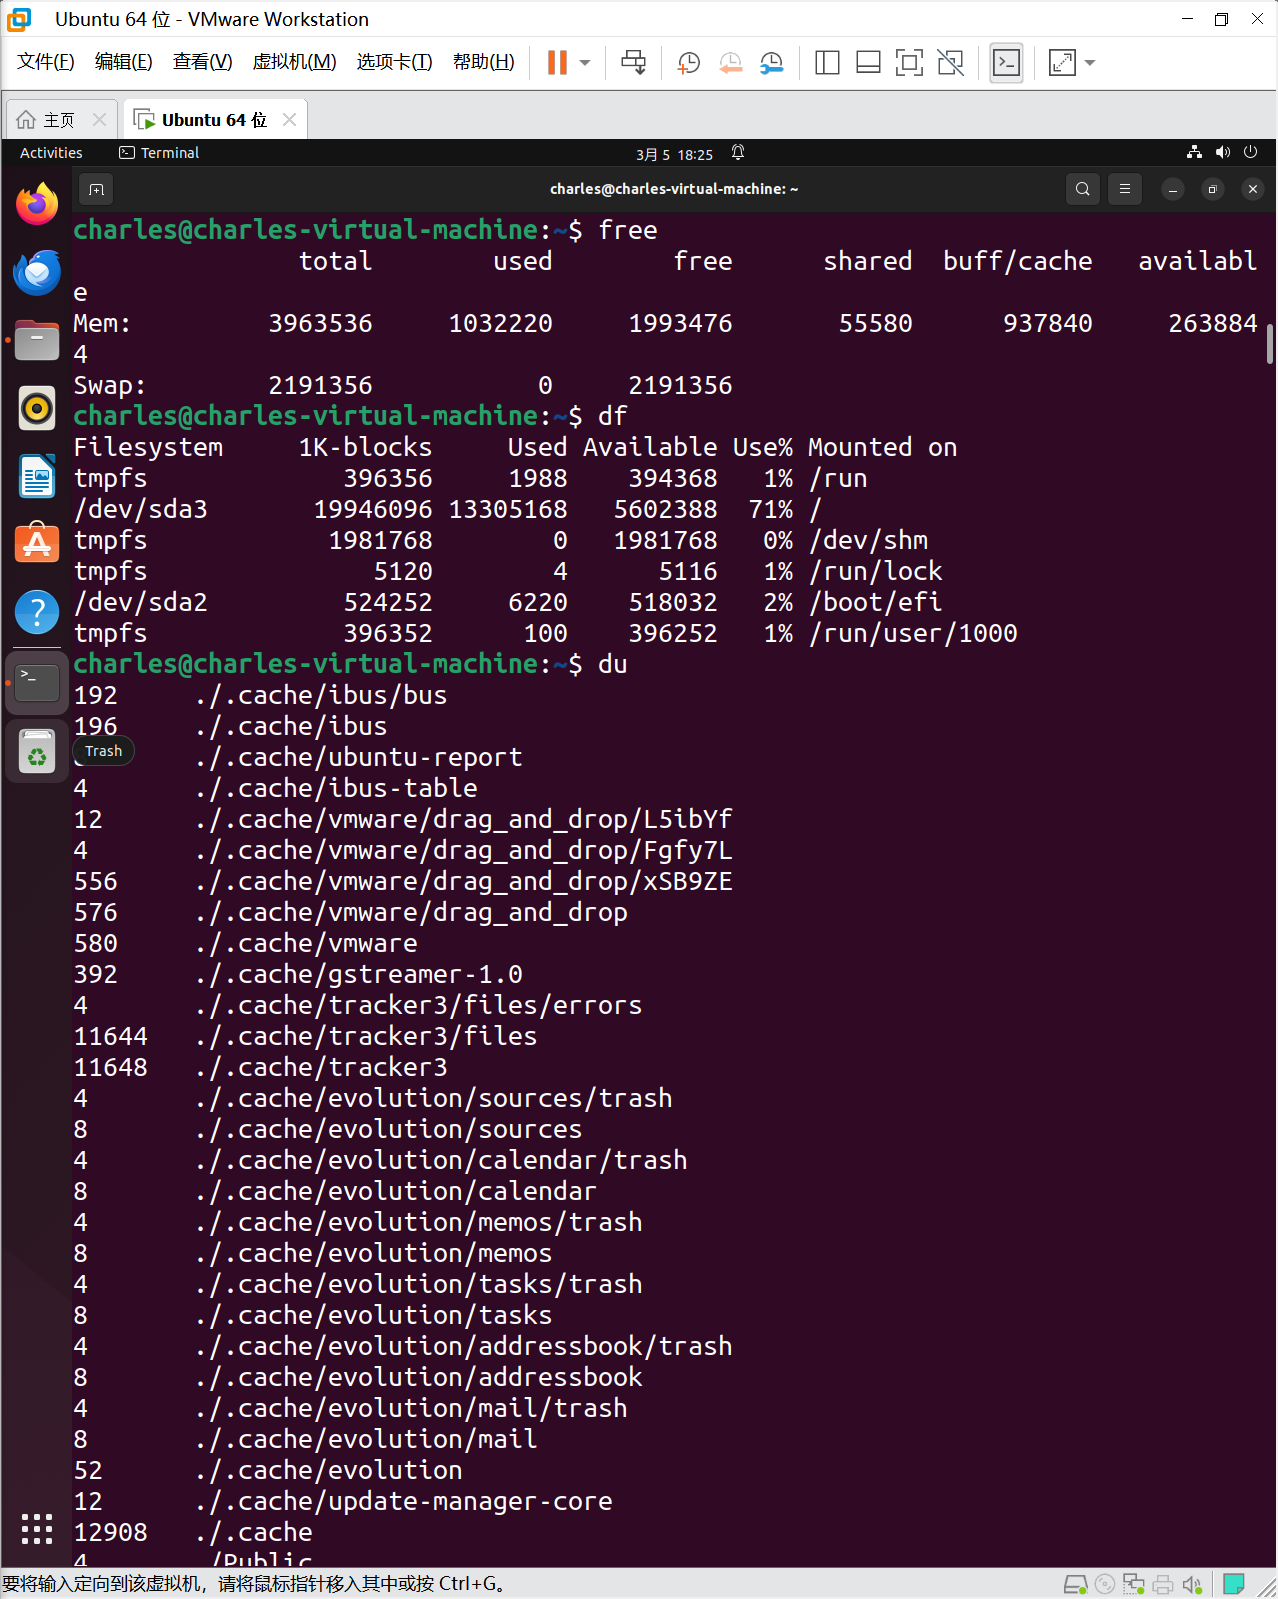 Ubuntu 64 位 - VMware Workstation
文件(F) 编辑(E) 查看(V) 虚拟机(M) 选项卡(T) 帮助(H)
主页 Ubuntu 64 位
Activities Terminal 3月 5 18:25
charles@charles-virtual-machine: ~
charles@charles-virtual-machine:~$ free
total used free shared buff/cache availabl
e
Mem: 3963536 1032220 1993476 55580 937840 263884
4
Swap: 2191356 0 2191356
charles@charles-virtual-machine:~$ df
Filesystem 1K-blocks Used Available Use% Mounted on
tmpfs 396356 1988 394368 1% /run
/dev/sda3 19946096 13305168 5602388 71% /
tmpfs 1981768 0 1981768 0% /dev/shm
tmpfs 5120 4 5116 1% /run/lock
/dev/sda2 524252 6220 518032 2% /boot/efi
tmpfs 396352 100 396252 1% /run/user/1000
charles@charles-virtual-machine:~$ du
192 ./.cache/ibus/bus
196 ./.cache/ibus
Trash ./.cache/ubuntu-report
4 ./.cache/ibus-table
12 ./.cache/vmware/drag_and_drop/L5ibYf
4 ./.cache/vmware/drag_and_drop/Fgfy7L
556 ./.cache/vmware/drag_and_drop/xSB9ZE
576 ./.cache/vmware/drag_and_drop
580 ./.cache/vmware
392 ./.cache/gstreamer-1.0
4 ./.cache/tracker3/files/errors
11644 ./.cache/tracker3/files
11648 ./.cache/tracker3
4 ./.cache/evolution/sources/trash
8 ./.cache/evolution/sources
4 ./.cache/evolution/calendar/trash
8 ./.cache/evolution/calendar
4 ./.cache/evolution/memos/trash
8 ./.cache/evolution/memos
4 ./.cache/evolution/tasks/trash
8 ./.cache/evolution/tasks
4 ./.cache/evolution/addressbook/trash
8 ./.cache/evolution/addressbook
4 ./.cache/evolution/mail/trash
8 ./.cache/evolution/mail
52 ./.cache/evolution
12 ./.cache/update-manager-core
12908 ./.cache
4 ./Public
要将输入定向到该虚拟机，请将鼠标指针移入其中或按 Ctrl+G。